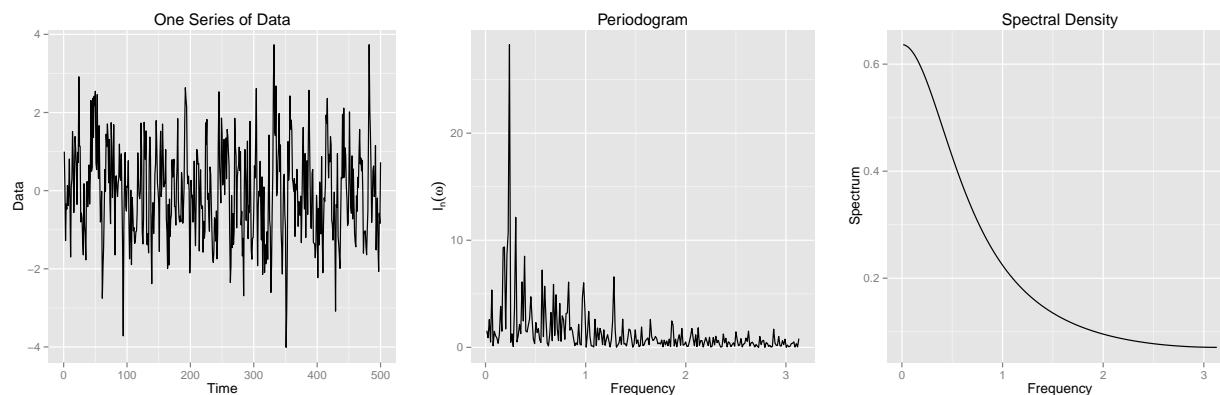 One Series of Data
4
2
0
−2
−4
Data
0
100
200
300
400
500
Time
Periodogram
20
10
0
Iₙ(ω)
0
1
2
3
Frequency
Spectral Density
0.6
0.4
0.2
Spectrum
0
1
2
3
Frequency